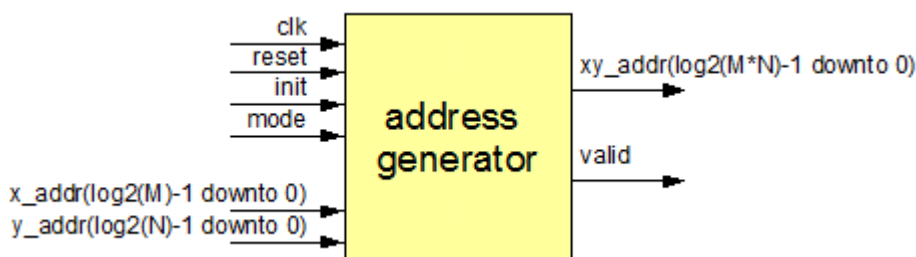 clk
reset
init
mode
x_addr(log2(M)-1 downto 0)
y_addr(log2(N)-1 downto 0)
address
generator
xy_addr(log2(M*N)-1 downto 0)
valid